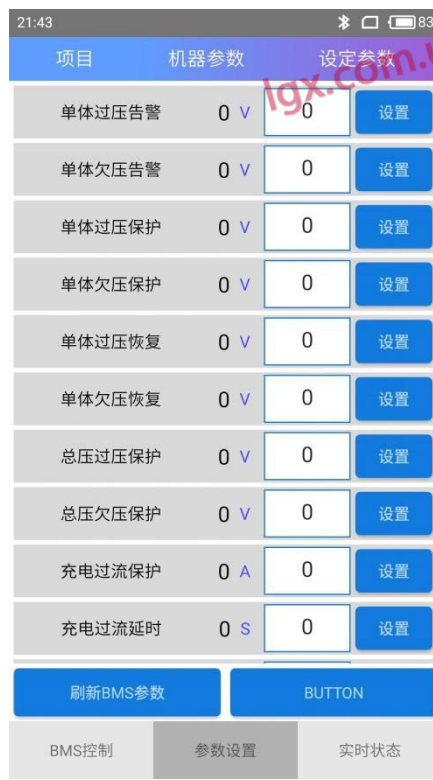 21:43 83
项目 机器参数 设定参数
lgx.com.u
单体过压告警 0 V 0 设置
单体欠压告警 0 V 0 设置
单体过压保护 0 V 0 设置
单体欠压保护 0 V 0 设置
单体过压恢复 0 V 0 设置
单体欠压恢复 0 V 0 设置
总压过压保护 0 V 0 设置
总压欠压保护 0 V 0 设置
充电过流保护 0 A 0 设置
充电过流延时 0 S 0 设置
刷新BMS参数 BUTTON
BMS控制 参数设置 实时状态